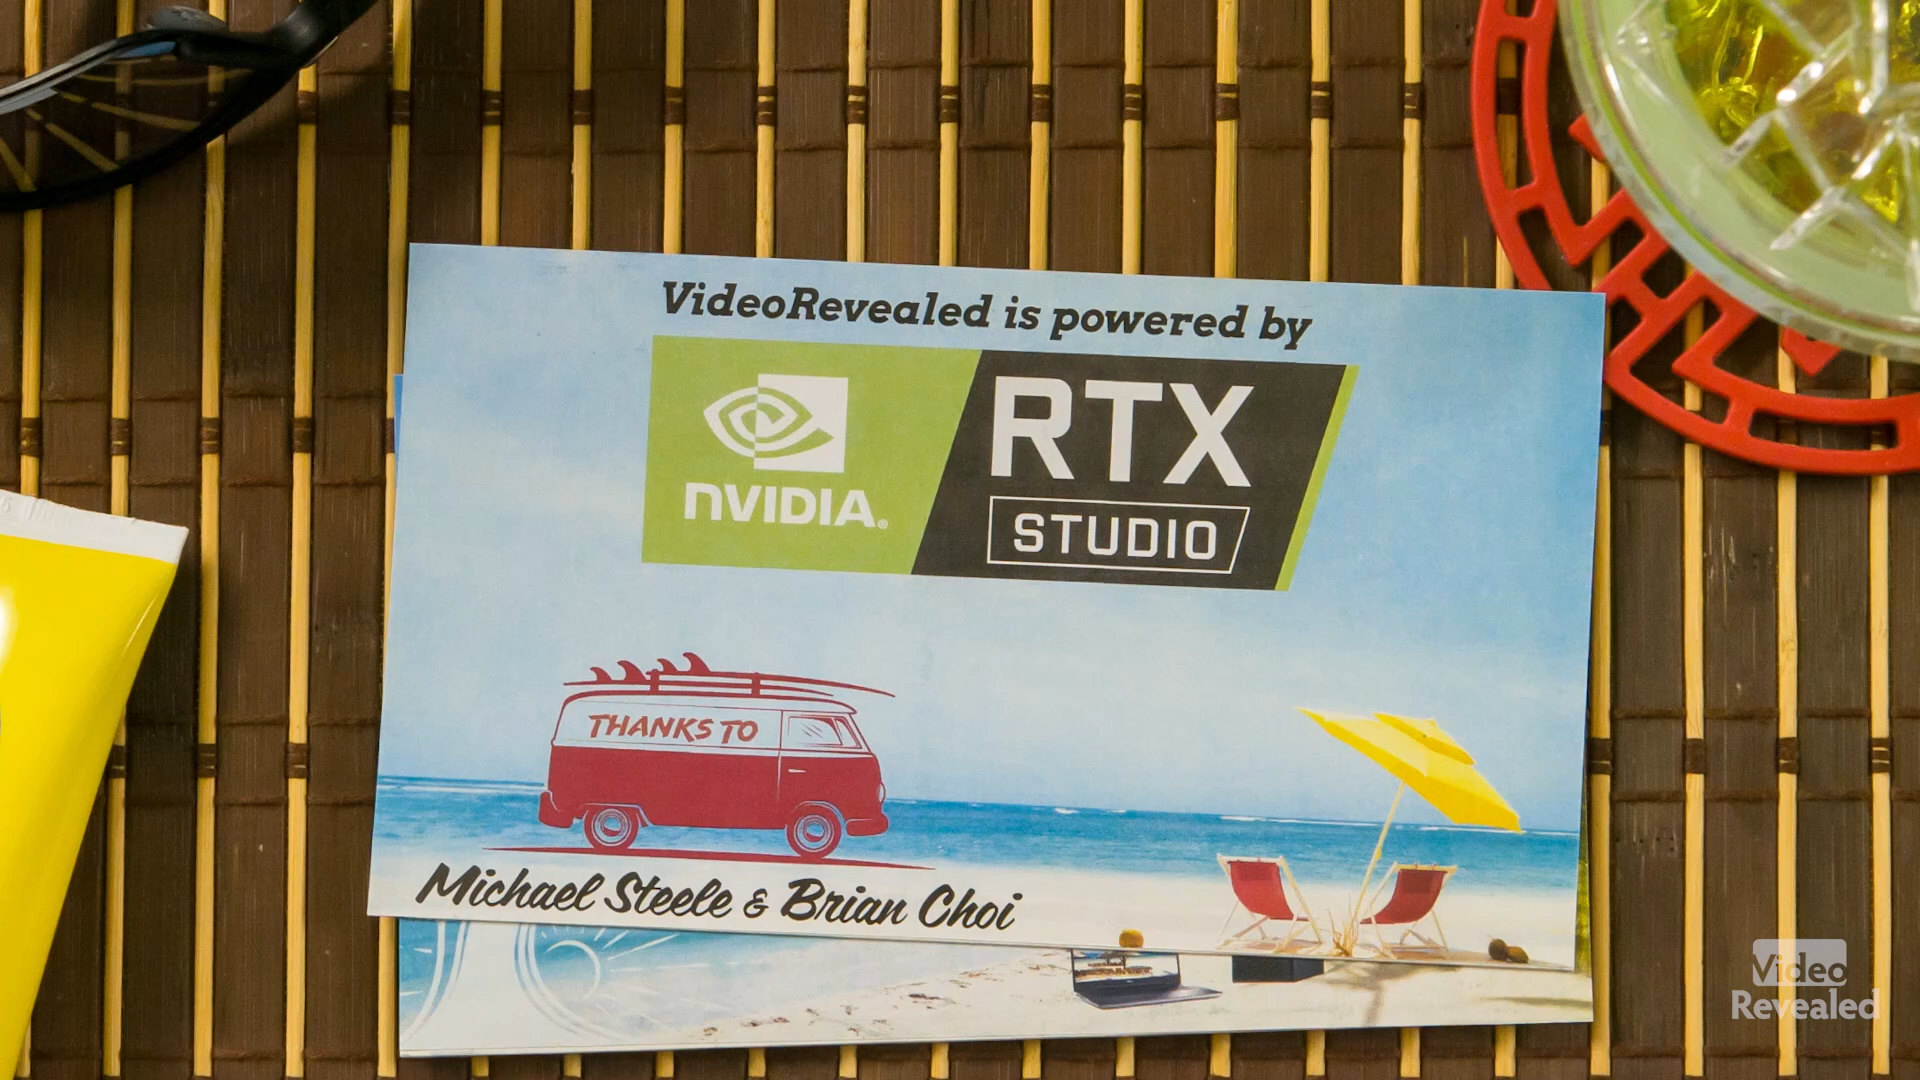 VideoRevealed is powered by
NVIDIA®
RTX
STUDIO
THANKS TO
Michael Steele & Brian Choi
Video
Revealed